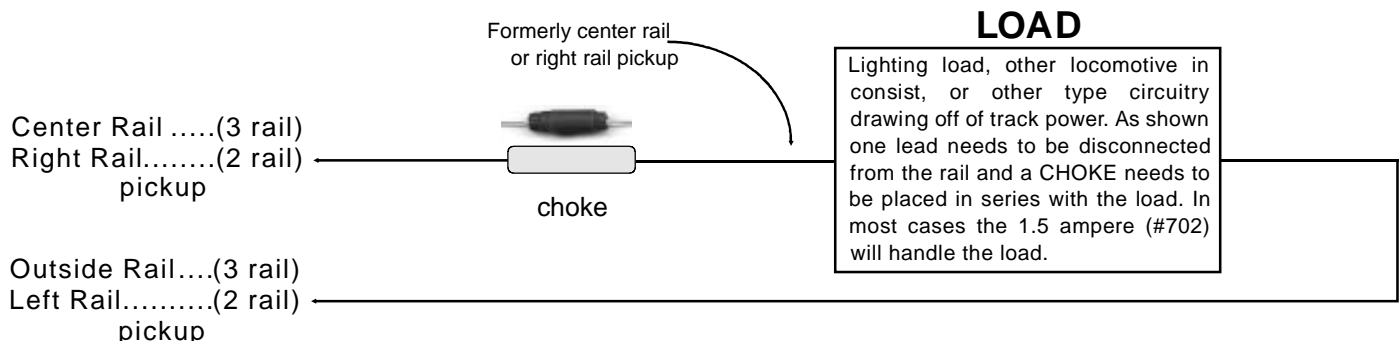 Formerly center rail
or right rail pickup
LOAD
Lighting load, other locomotive in
consist, or other type circuitry
drawing off of track power. As shown
one lead needs to be disconnected
from the rail and a CHOKE needs to
be placed in series with the load. In
most cases the 1.5 ampere (#702)
will handle the load.
Center Rail .....(3 rail)
Right Rail........(2 rail)
pickup
choke
Outside Rail....(3 rail)
Left Rail..........(2 rail)
pickup